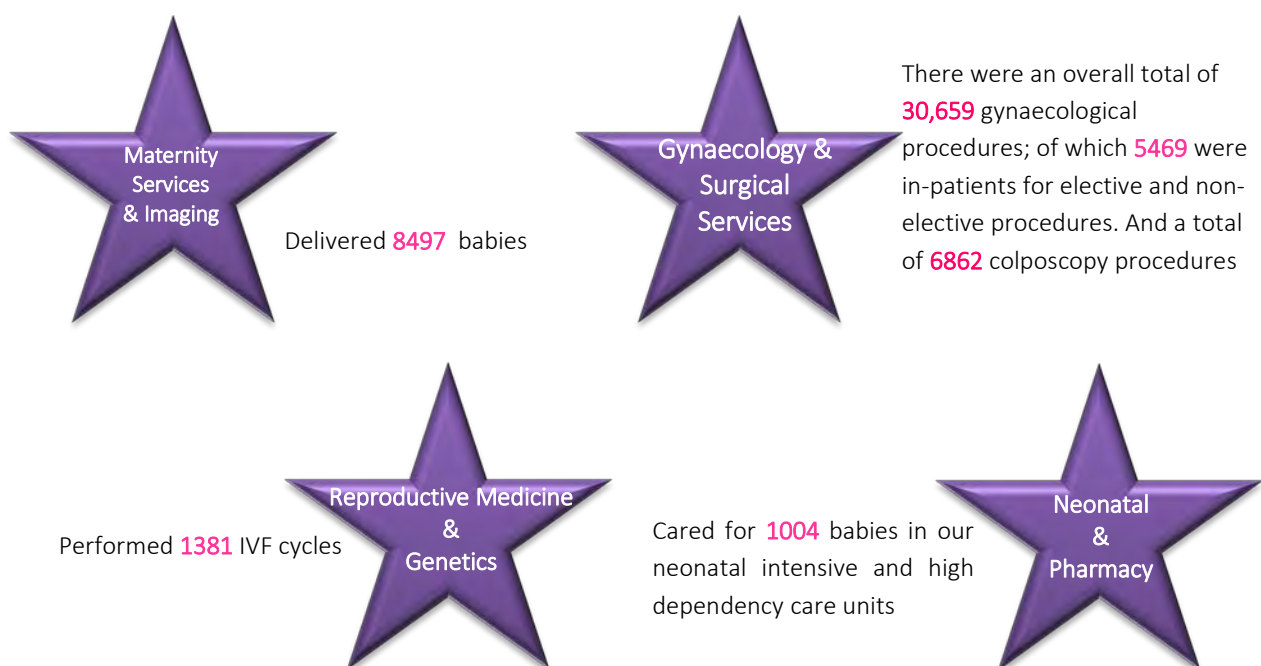 Maternity
Services
& Imaging
Delivered 8497 babies
Gynaecology &
Surgical
Services
There were an overall total of
30,659 gynaecological
procedures; of which 5469 were
in-patients for elective and non-
elective procedures. And a total
of 6862 colposcopy procedures
Performed 1381 IVF cycles
Reproductive Medicine
&
Genetics
Cared for 1004 babies in our
neonatal intensive and high
dependency care units
Neonatal
&
Pharmacy